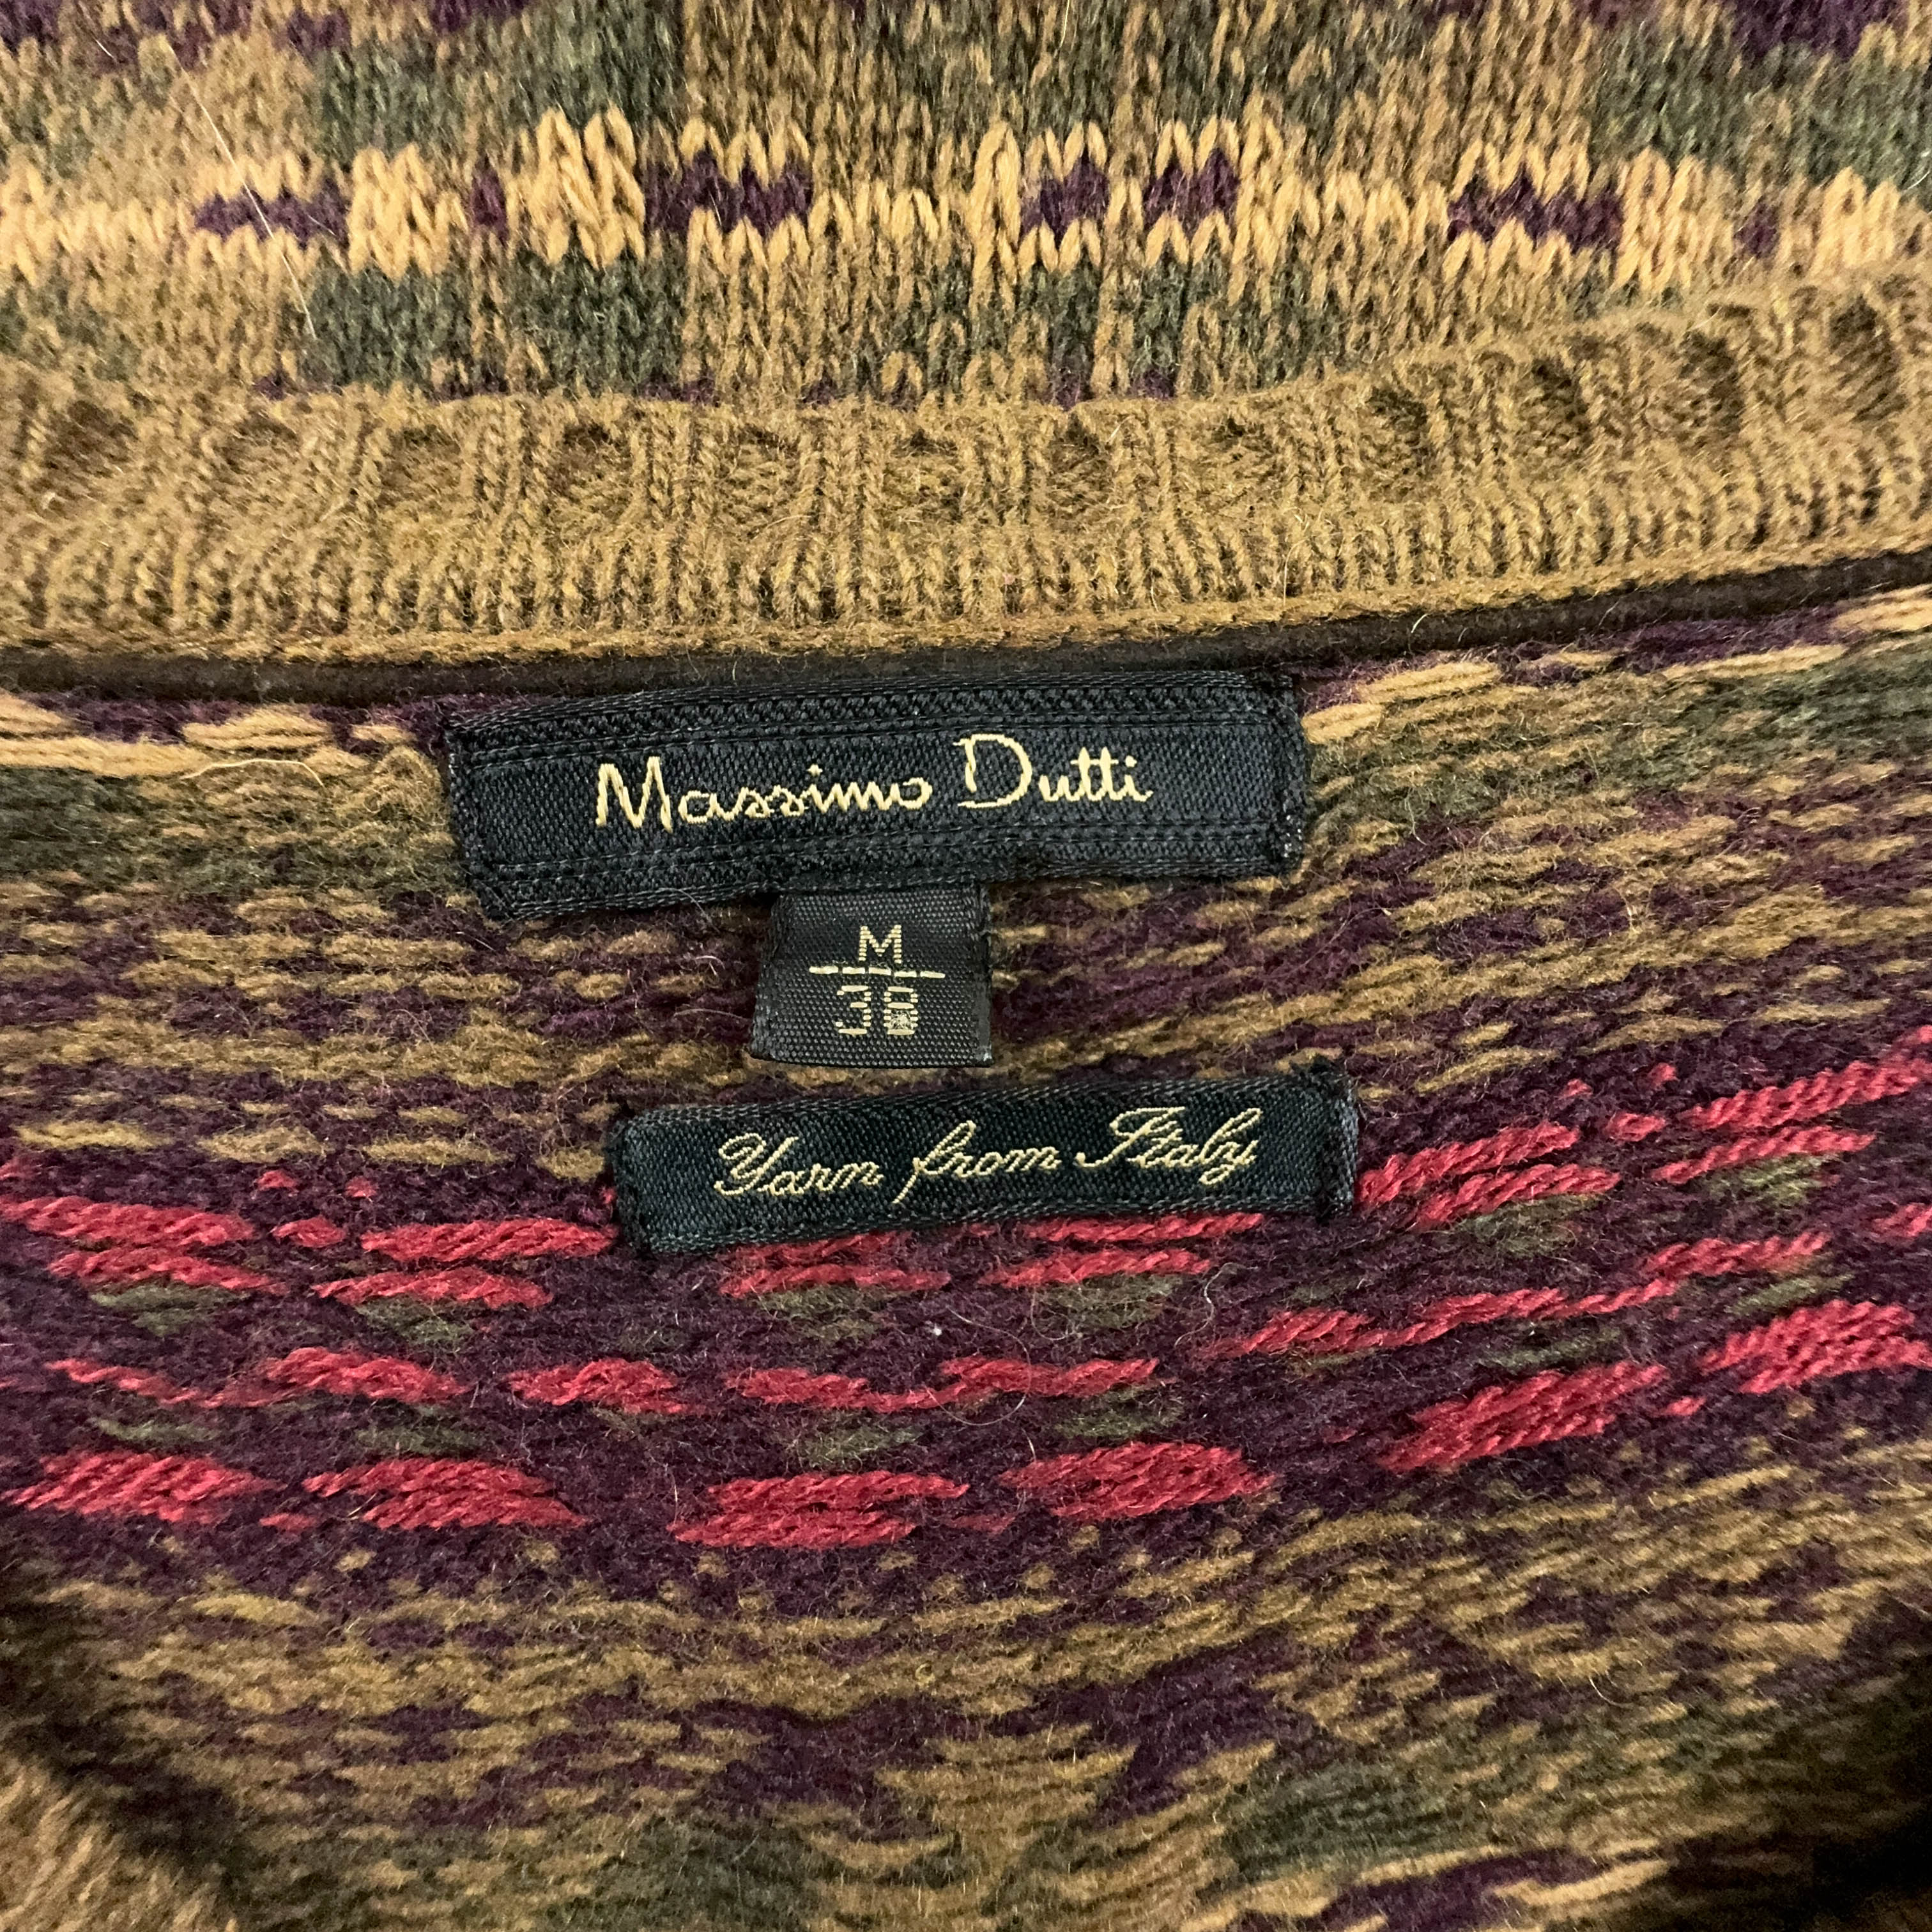 Massimo Dutti
M
38
Yarn from Italy